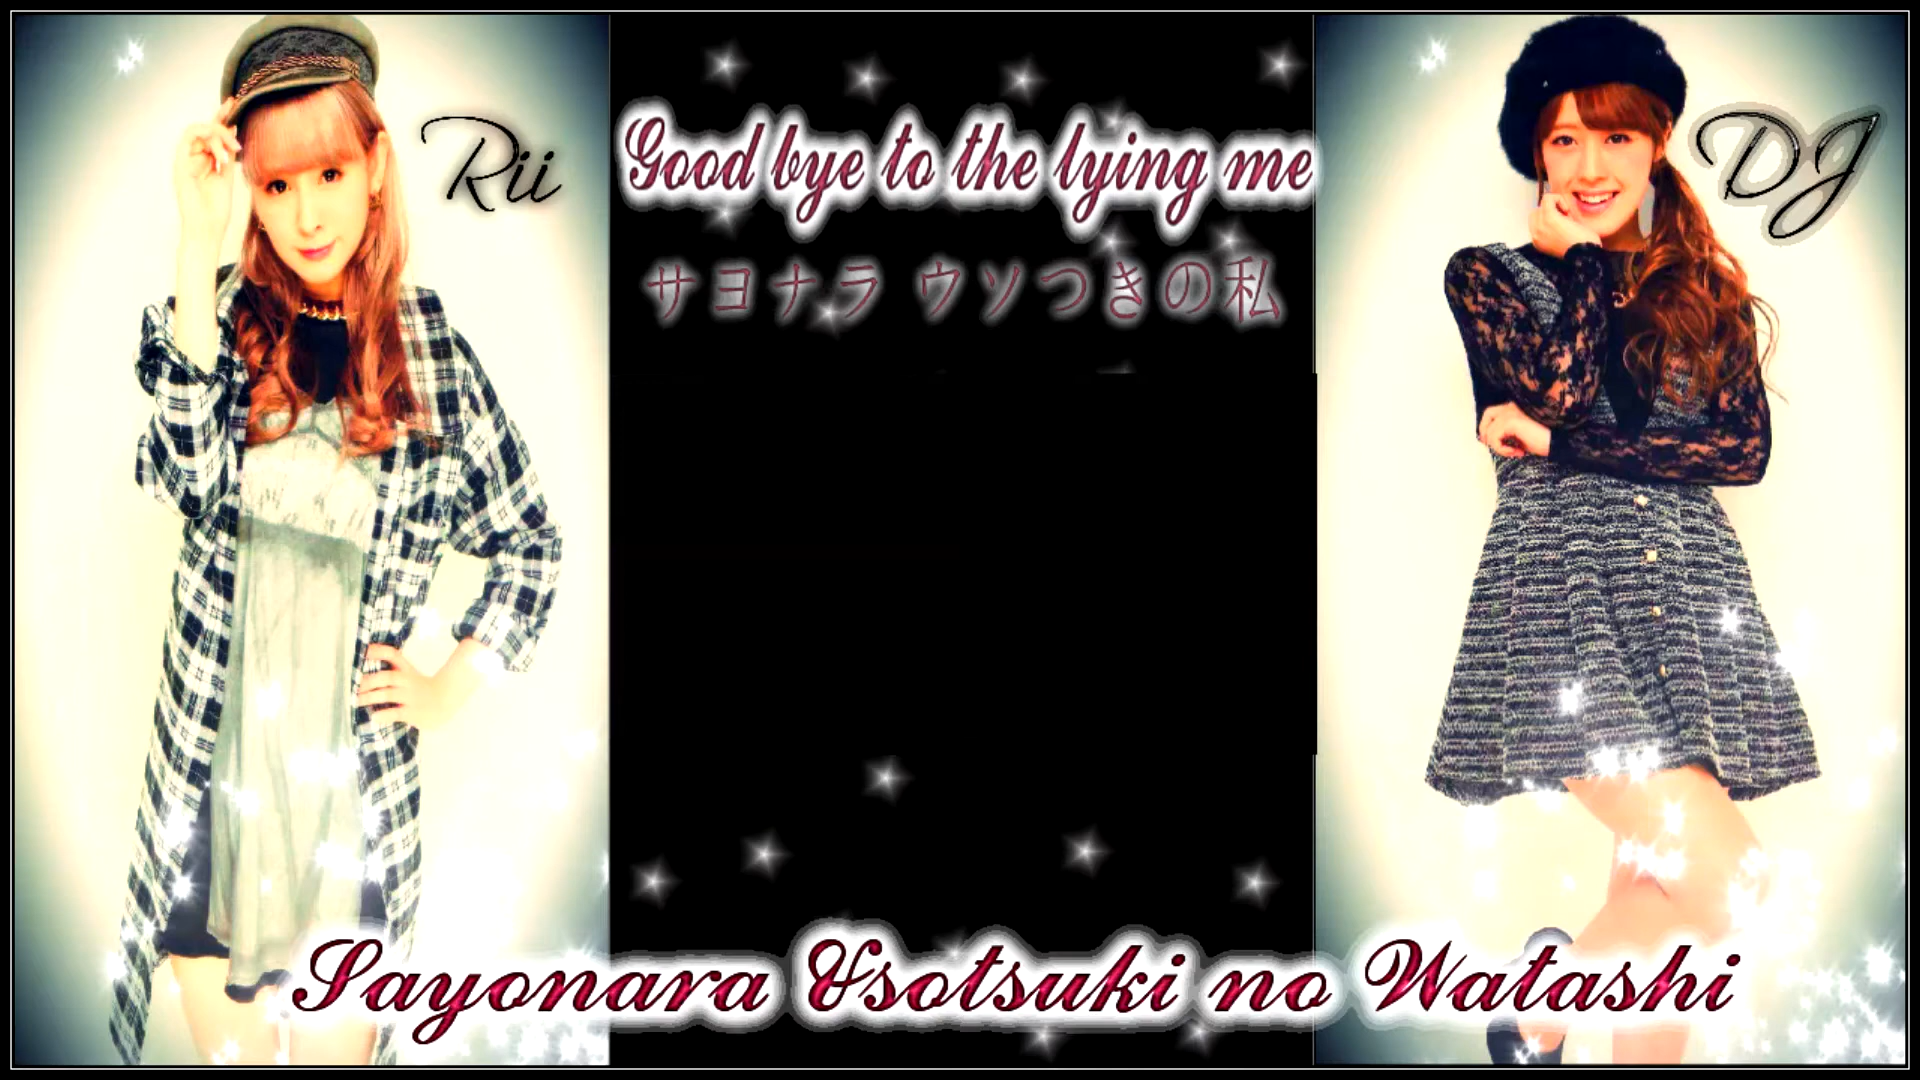 Rii
Good bye to the lying me
DJ
サヨナラ ウソつきの私
Sayonara Usotsuki no Watashi